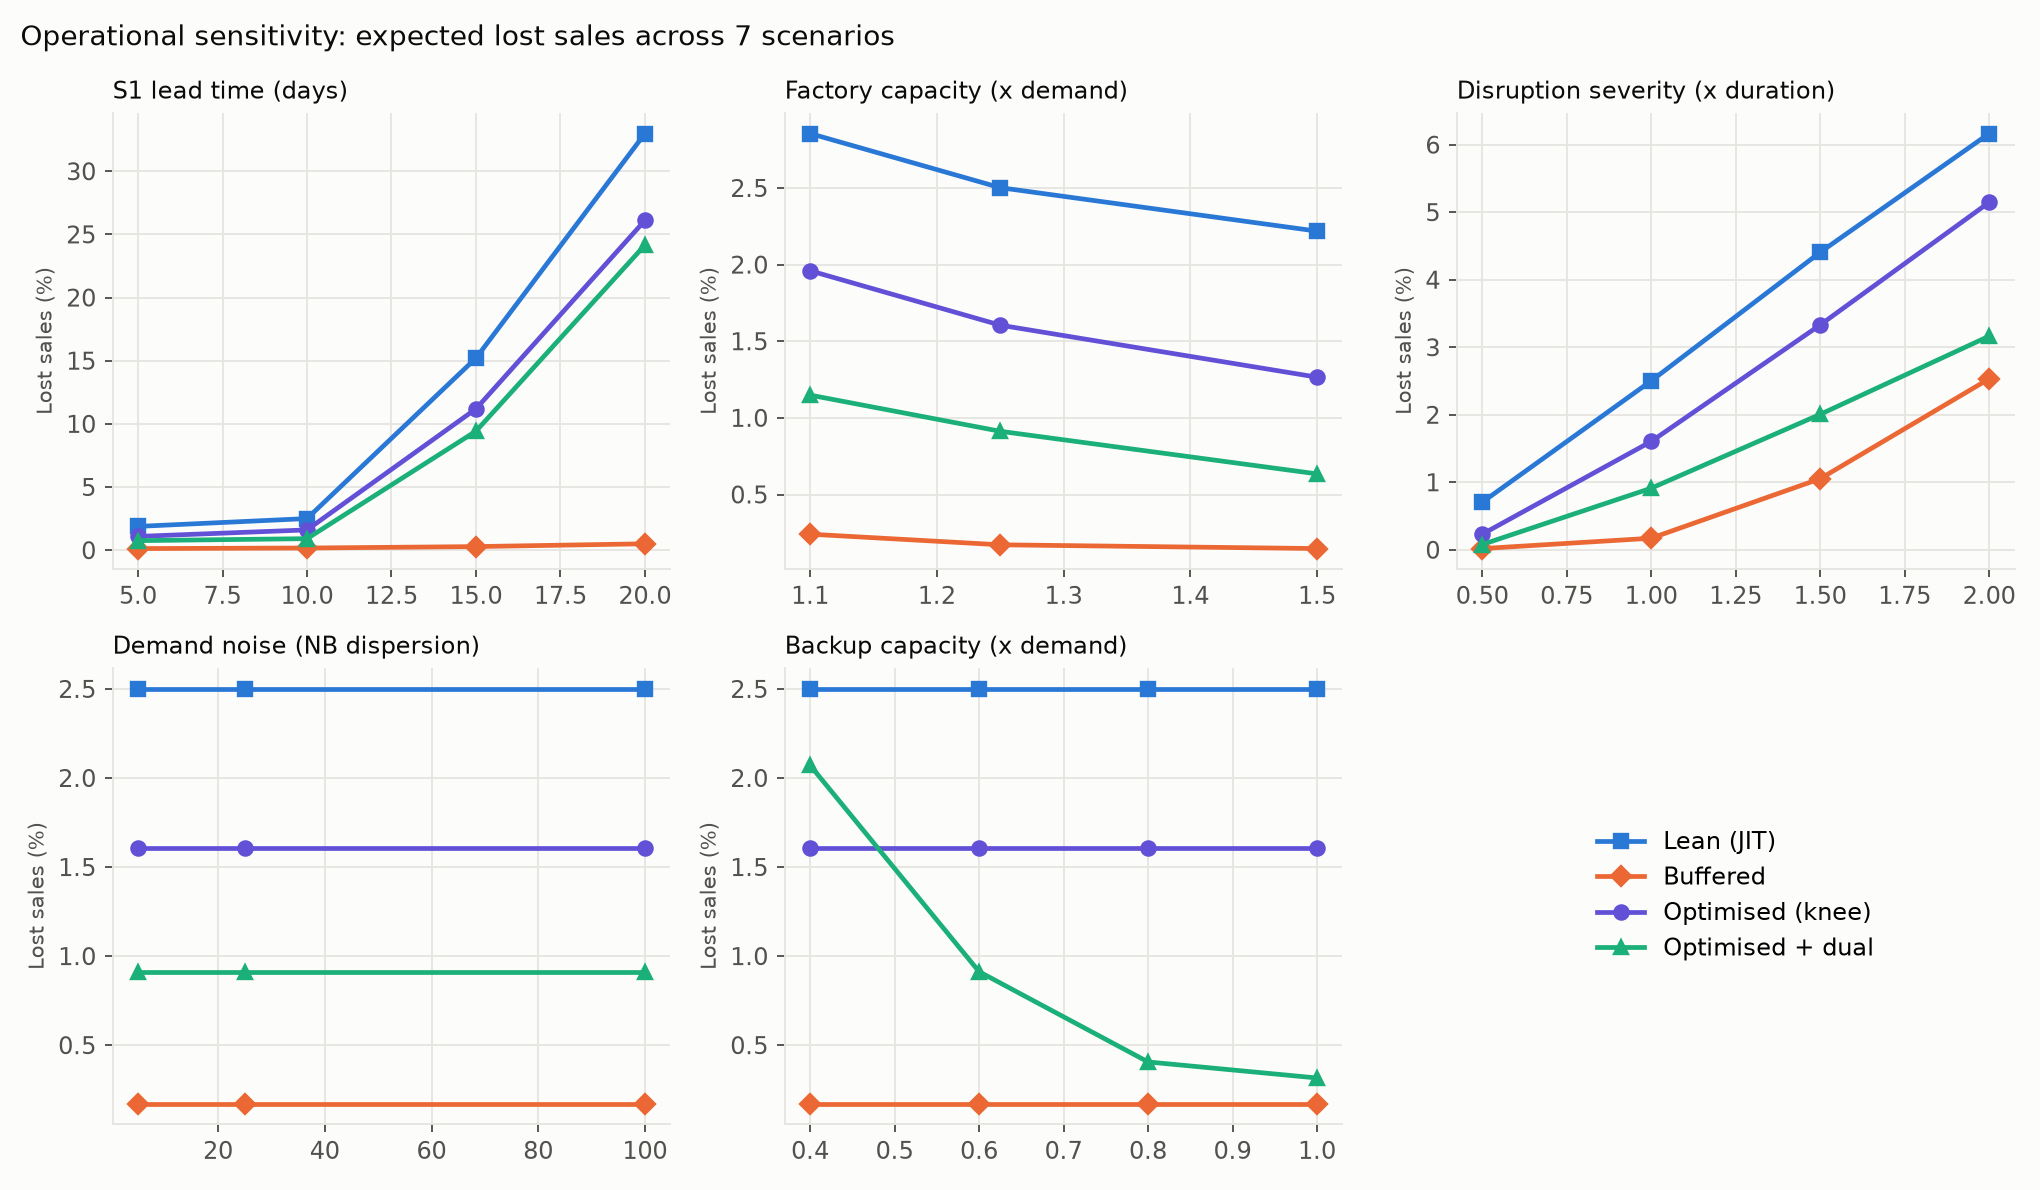 Operational sensitivity: expected lost sales across 7 scenarios
S1 lead time (days)
Lost sales (%)
30
25
20
15
10
5
0
5.0 7.5 10.0 12.5 15.0 17.5 20.0
Factory capacity (x demand)
Lost sales (%)
2.5
2.0
1.5
1.0
0.5
1.1 1.2 1.3 1.4 1.5
Disruption severity (x duration)
Lost sales (%)
6
5
4
3
2
1
0
0.50 0.75 1.00 1.25 1.50 1.75 2.00
Demand noise (NB dispersion)
Lost sales (%)
2.5
2.0
1.5
1.0
0.5
20 40 60 80 100
Backup capacity (x demand)
Lost sales (%)
2.5
2.0
1.5
1.0
0.5
0.4 0.5 0.6 0.7 0.8 0.9 1.0
Lean (JIT)
Buffered
Optimised (knee)
Optimised + dual